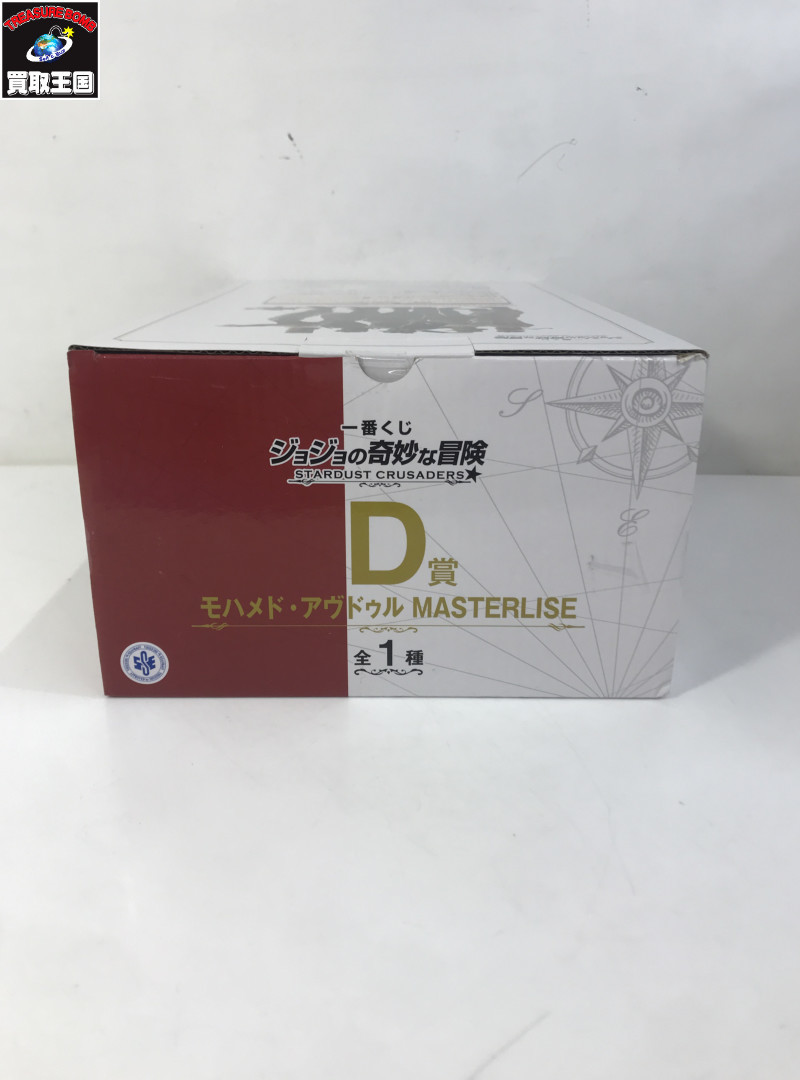 TREASURE BOMB
買取王国
一番くじ
ジョジョの奇妙な冒険
STARDUST CRUSADERS★
S
E
D賞
モハメド・アヴドゥル MASTERLISE
全1種